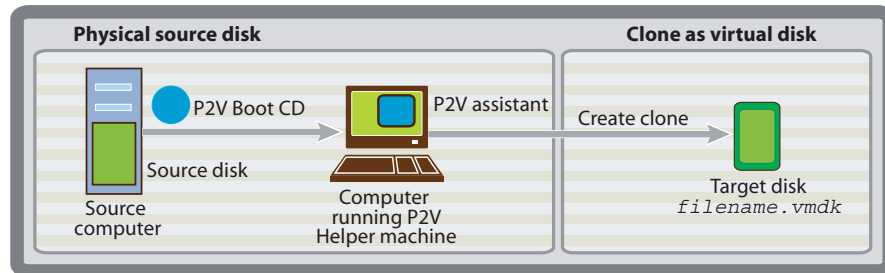 Physical source disk
Clone as virtual disk
P2V Boot CD
P2V assistant
Create clone
Source disk
Source
computer
Computer
running P2V
Helper machine
Target disk
filename.vmdk